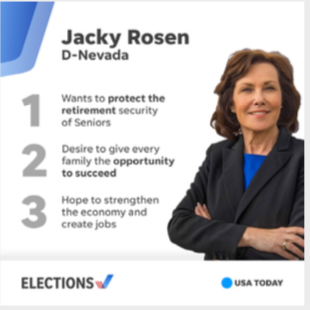 Jacky Rosen
D-Nevada
1
Wants to protect the
retirement security
of Seniors
2
Desire to give every
family the opportunity
to succeed
3
Hope to strengthen
the economy and
create jobs
ELECTIONS
USA TODAY